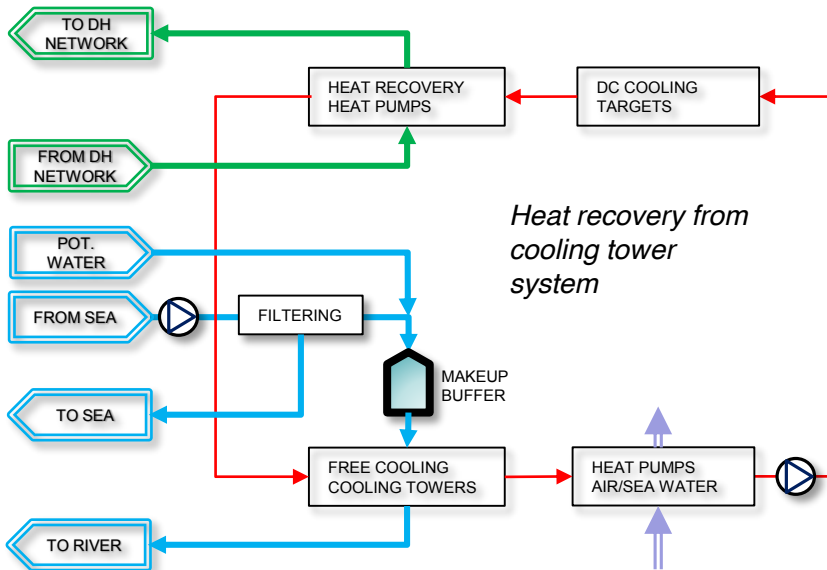 TO DH
NETWORK
HEAT RECOVERY
HEAT PUMPS
DC COOLING
TARGETS
FROM DH
NETWORK
Heat recovery from
cooling tower
system
POT.
WATER
FROM SEA
FILTERING
MAKEUP
BUFFER
TO SEA
FREE COOLING
COOLING TOWERS
HEAT PUMPS
AIR/SEA WATER
TO RIVER